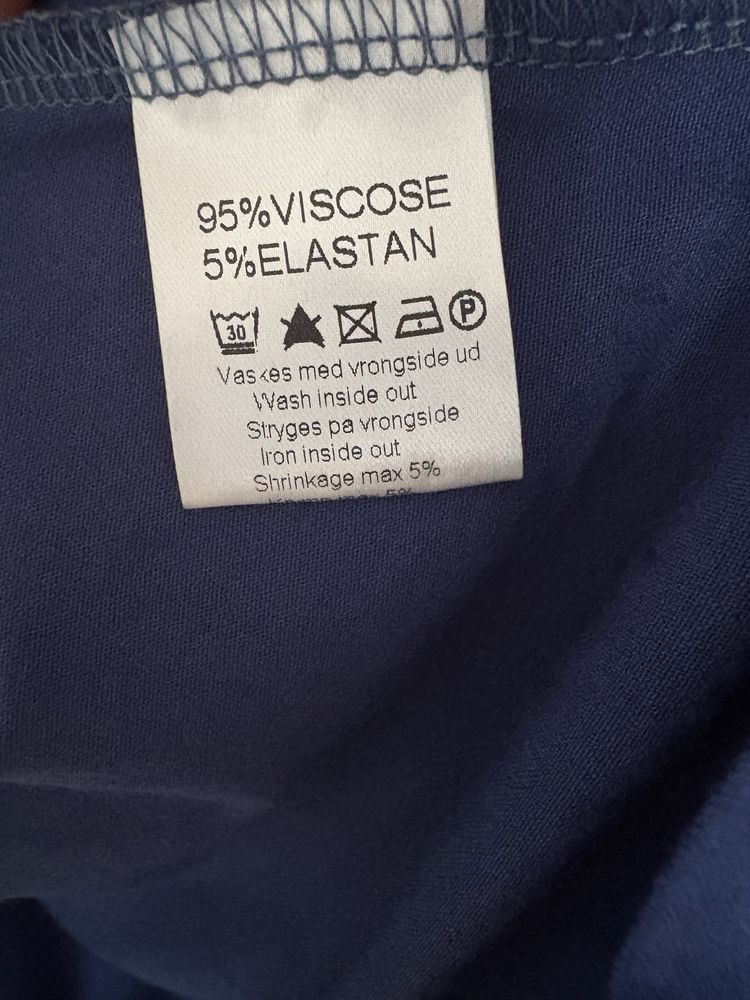 95%VISCOSE
5%ELASTAN
30
P
Vaskes med vrongside ud
Wash inside out
Stryges pa vrongside
Iron inside out
Shrinkage max 5%
5%